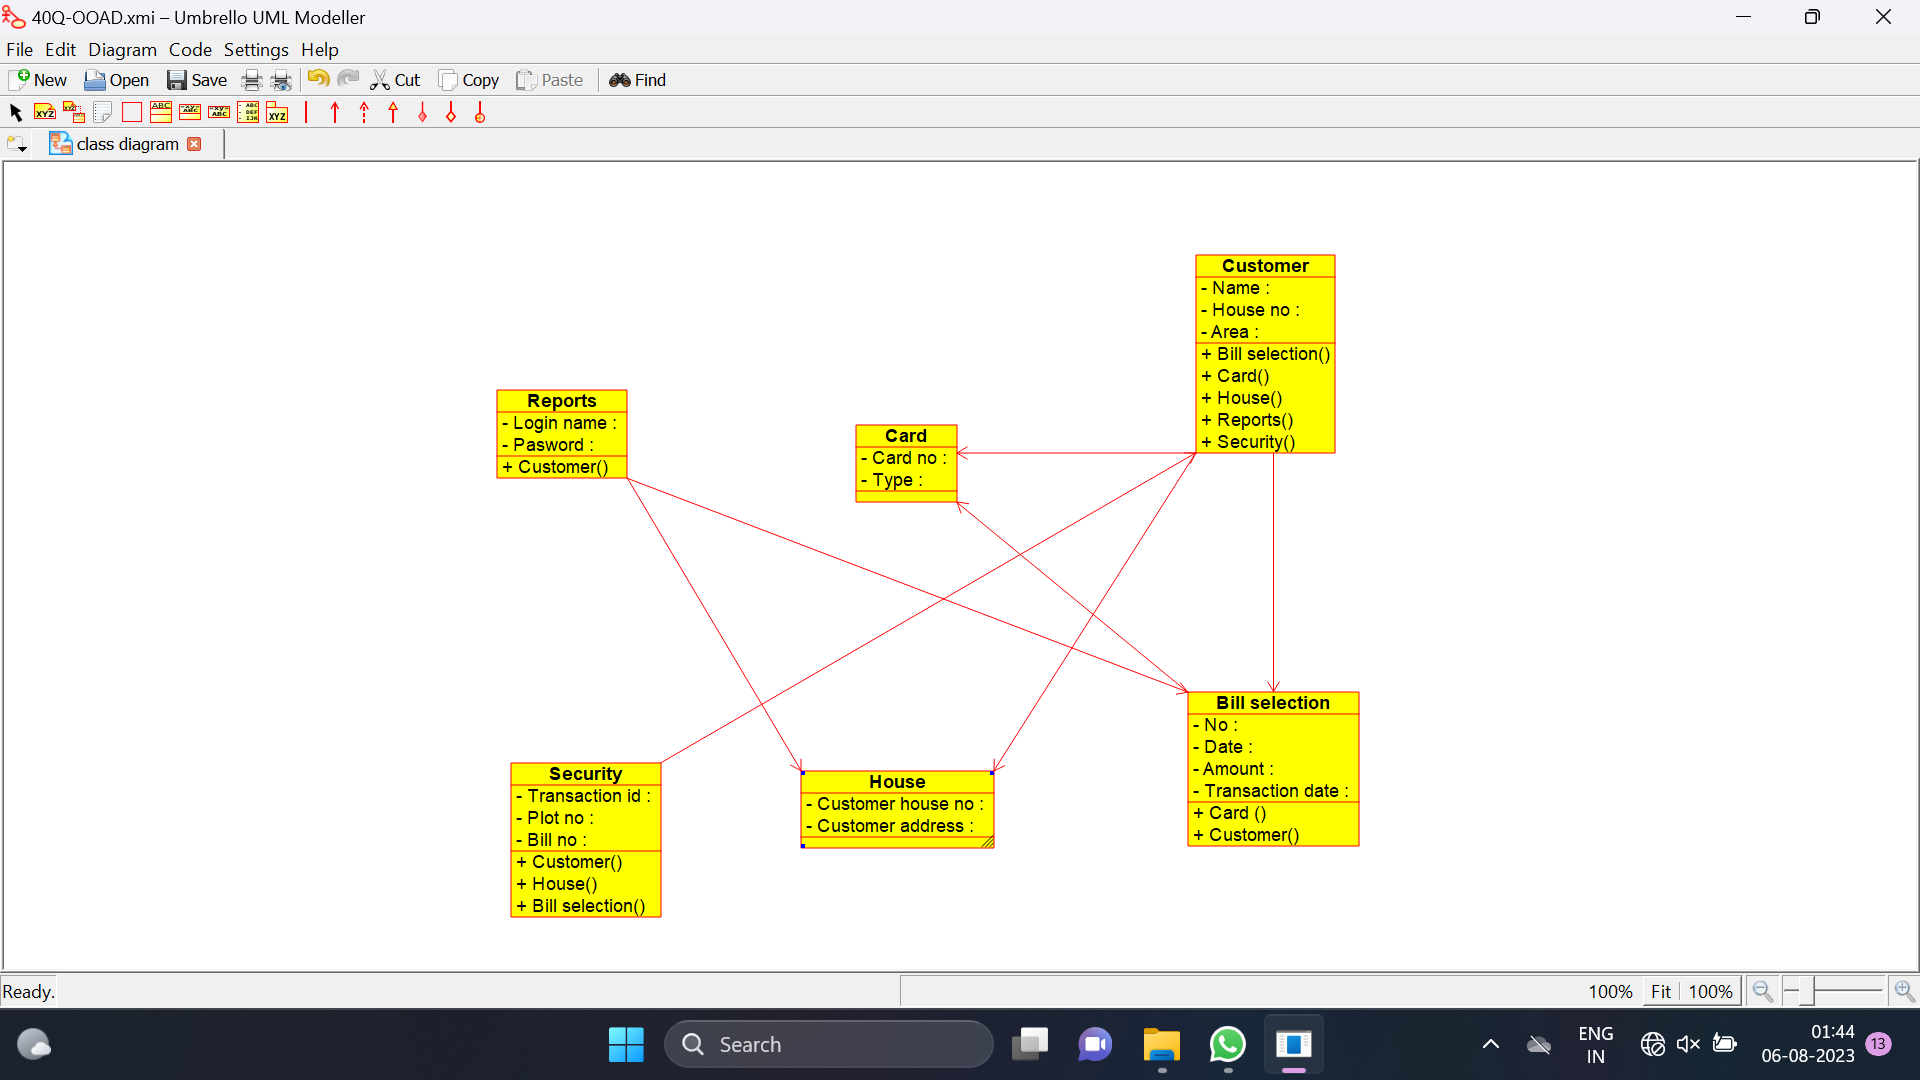 40Q-OOAD.xmi – Umbrello UML Modeller
File Edit Diagram Code Settings Help
New Open Save Cut Copy Paste Find
class diagram
Customer
- Name :
- House no :
- Area :
+ Bill selection()
+ Card()
+ House()
+ Reports()
+ Security()
Reports
- Login name :
- Pasword :
+ Customer()
Card
- Card no :
- Type :
Bill selection
- No :
- Date :
- Amount :
- Transaction date :
+ Card ()
+ Customer()
Security
- Transaction id :
- Plot no :
- Bill no :
+ Customer()
+ House()
+ Bill selection()
House
- Customer house no :
- Customer address :
Ready.
100% Fit 100%
Search
ENG
IN
01:44
06-08-2023
13